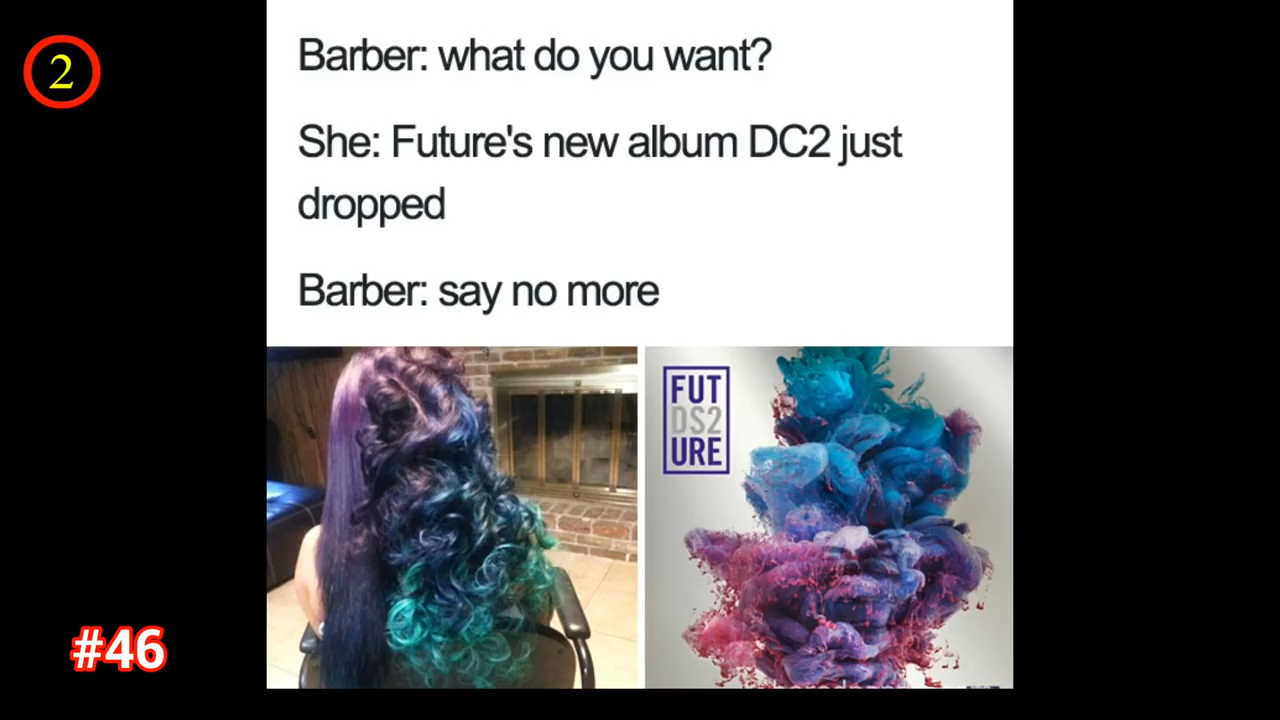 2
Barber: what do you want?
She: Future's new album DC2 just
dropped
Barber: say no more
FUT
DS2
URE
#46